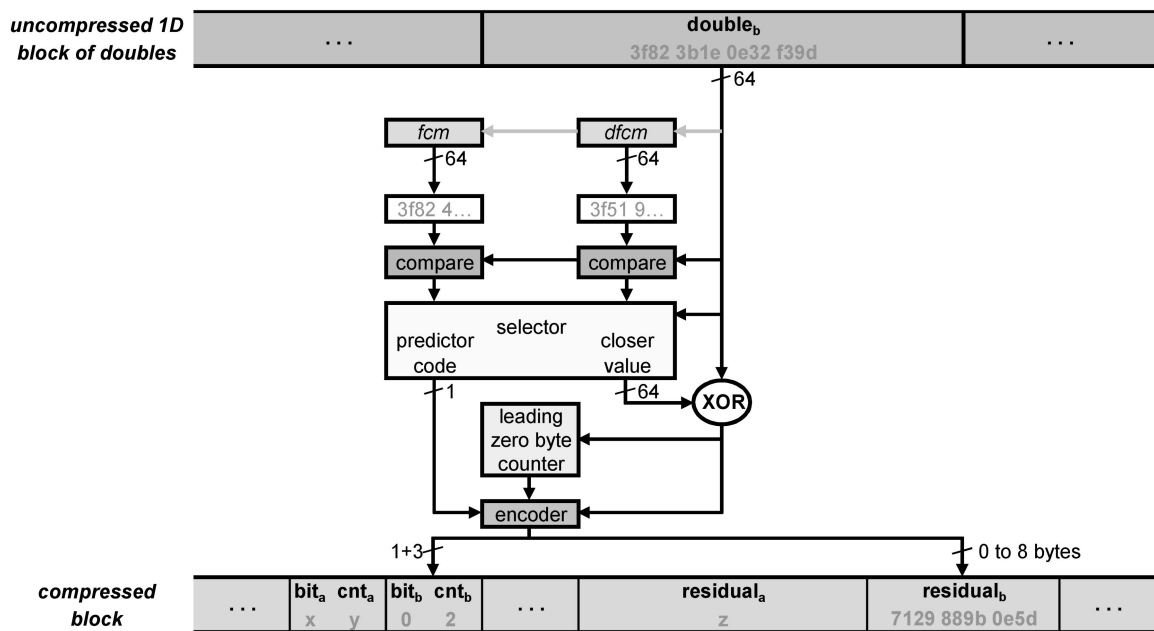 uncompressed 1D
block of doubles
. . .
double_b
3f82 3b1e 0e32 f39d
. . .
64
fcm
dfcm
64
64
3f82 4…
3f51 9…
compare
compare
selector
predictor
code
closer
value
1
64
XOR
leading
zero byte
counter
encoder
1+3
0 to 8 bytes
compressed
block
. . .
bit_a cnt_a
x y
bit_b cnt_b
0 2
. . .
residual_a
z
residual_b
7129 889b 0e5d
. . .